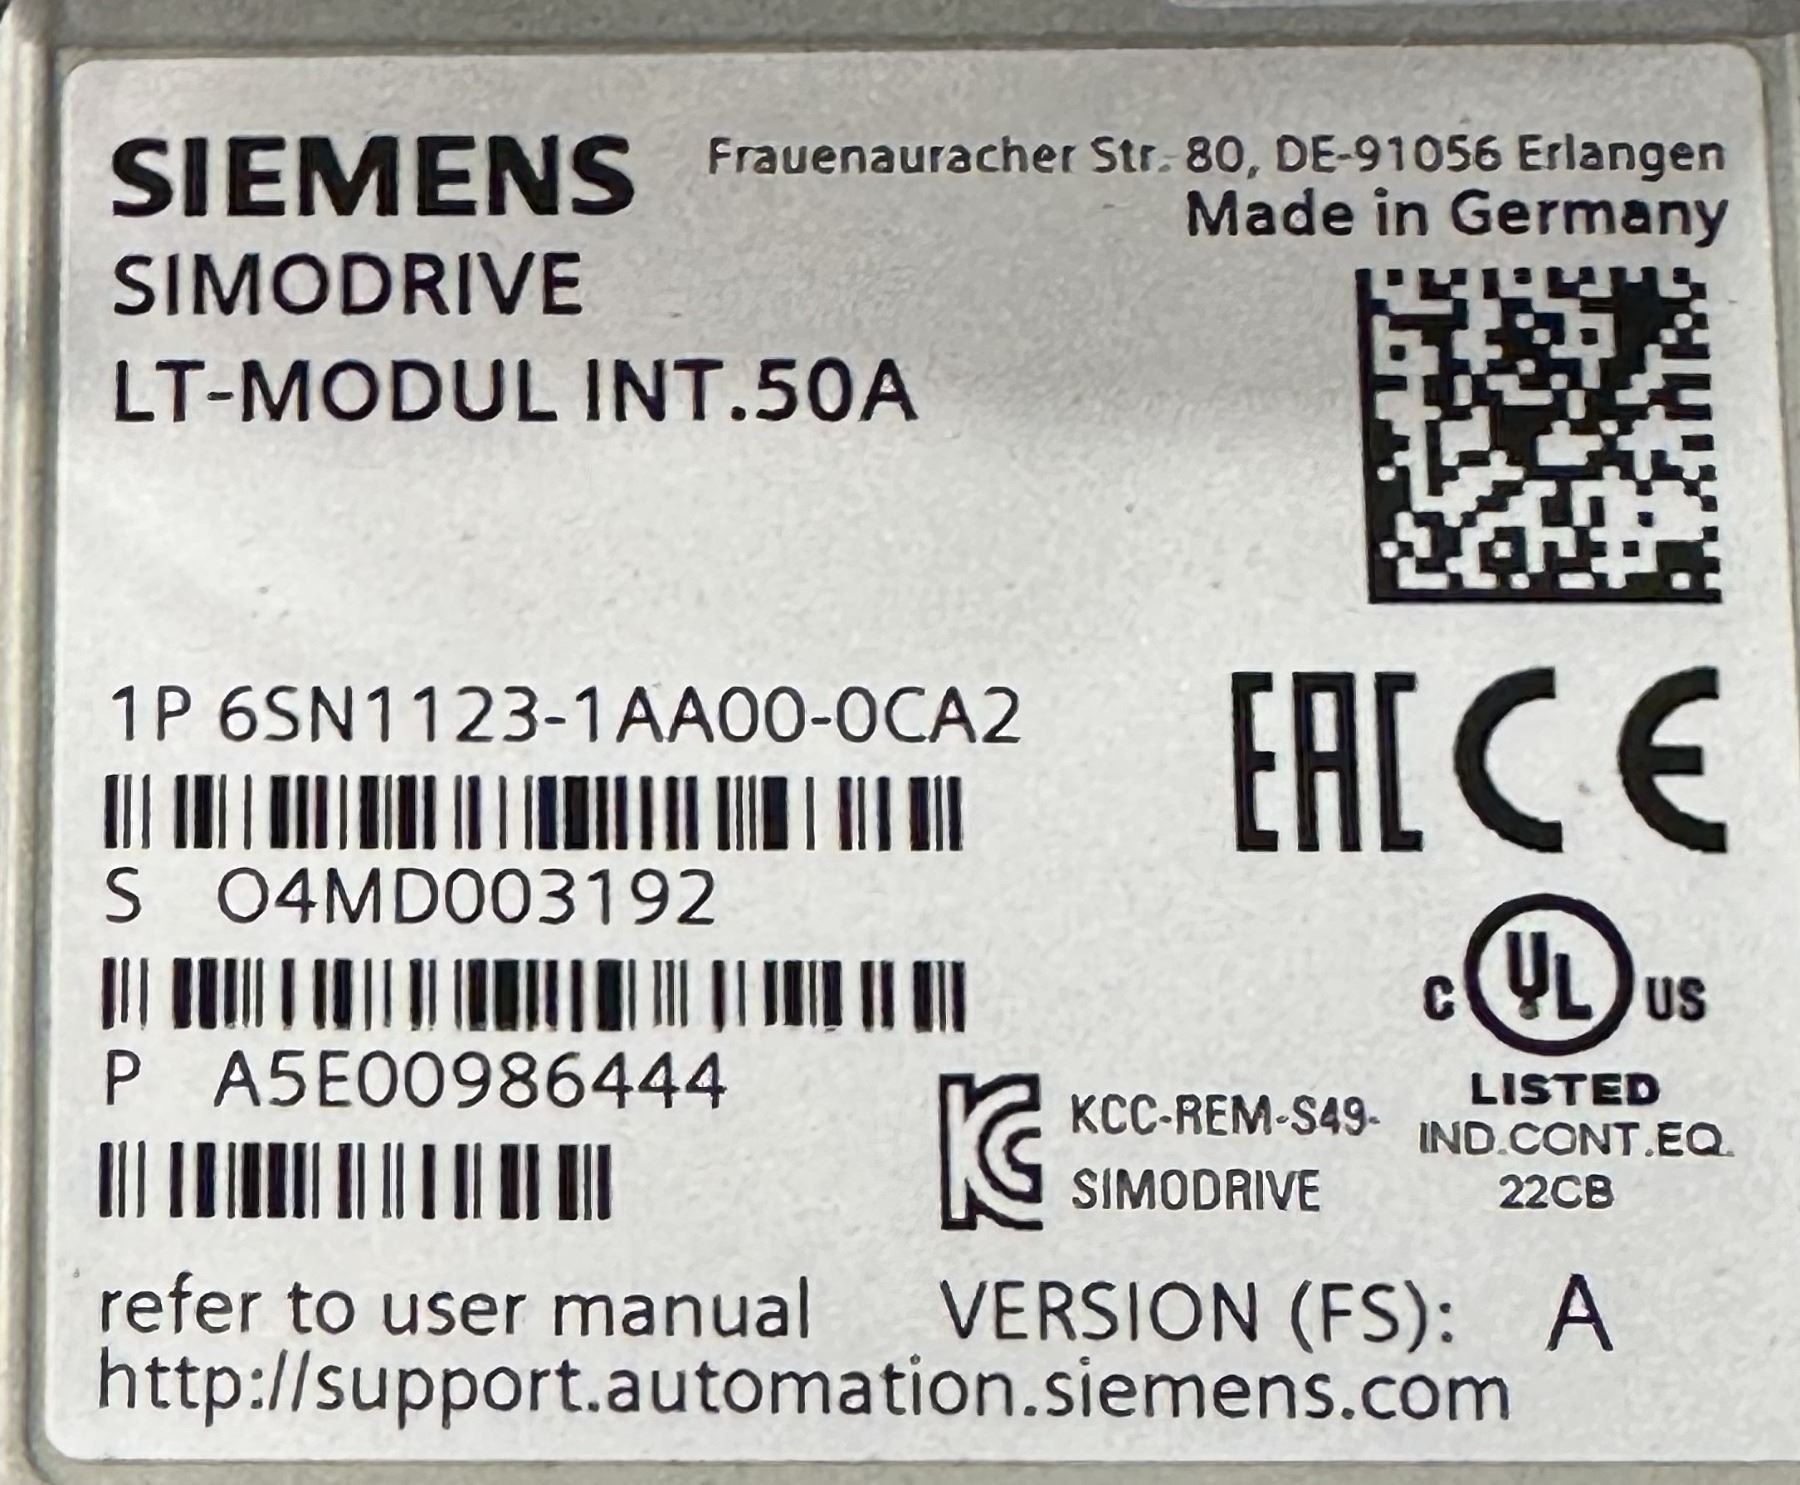 SIEMENS
Frauenauracher Str. 80, DE-91056 Erlangen
Made in Germany
SIMODRIVE
LT-MODUL INT.50A
1P 6SN1123-1AA00-0CA2
EAC CE
S O4MD003192
C UL US
LISTED
IND.CONT.EQ.
22CB
P A5E00986444
KC
KCC-REM-S49-
SIMODRIVE
refer to user manual
VERSION (FS): A
http://support.automation.siemens.com